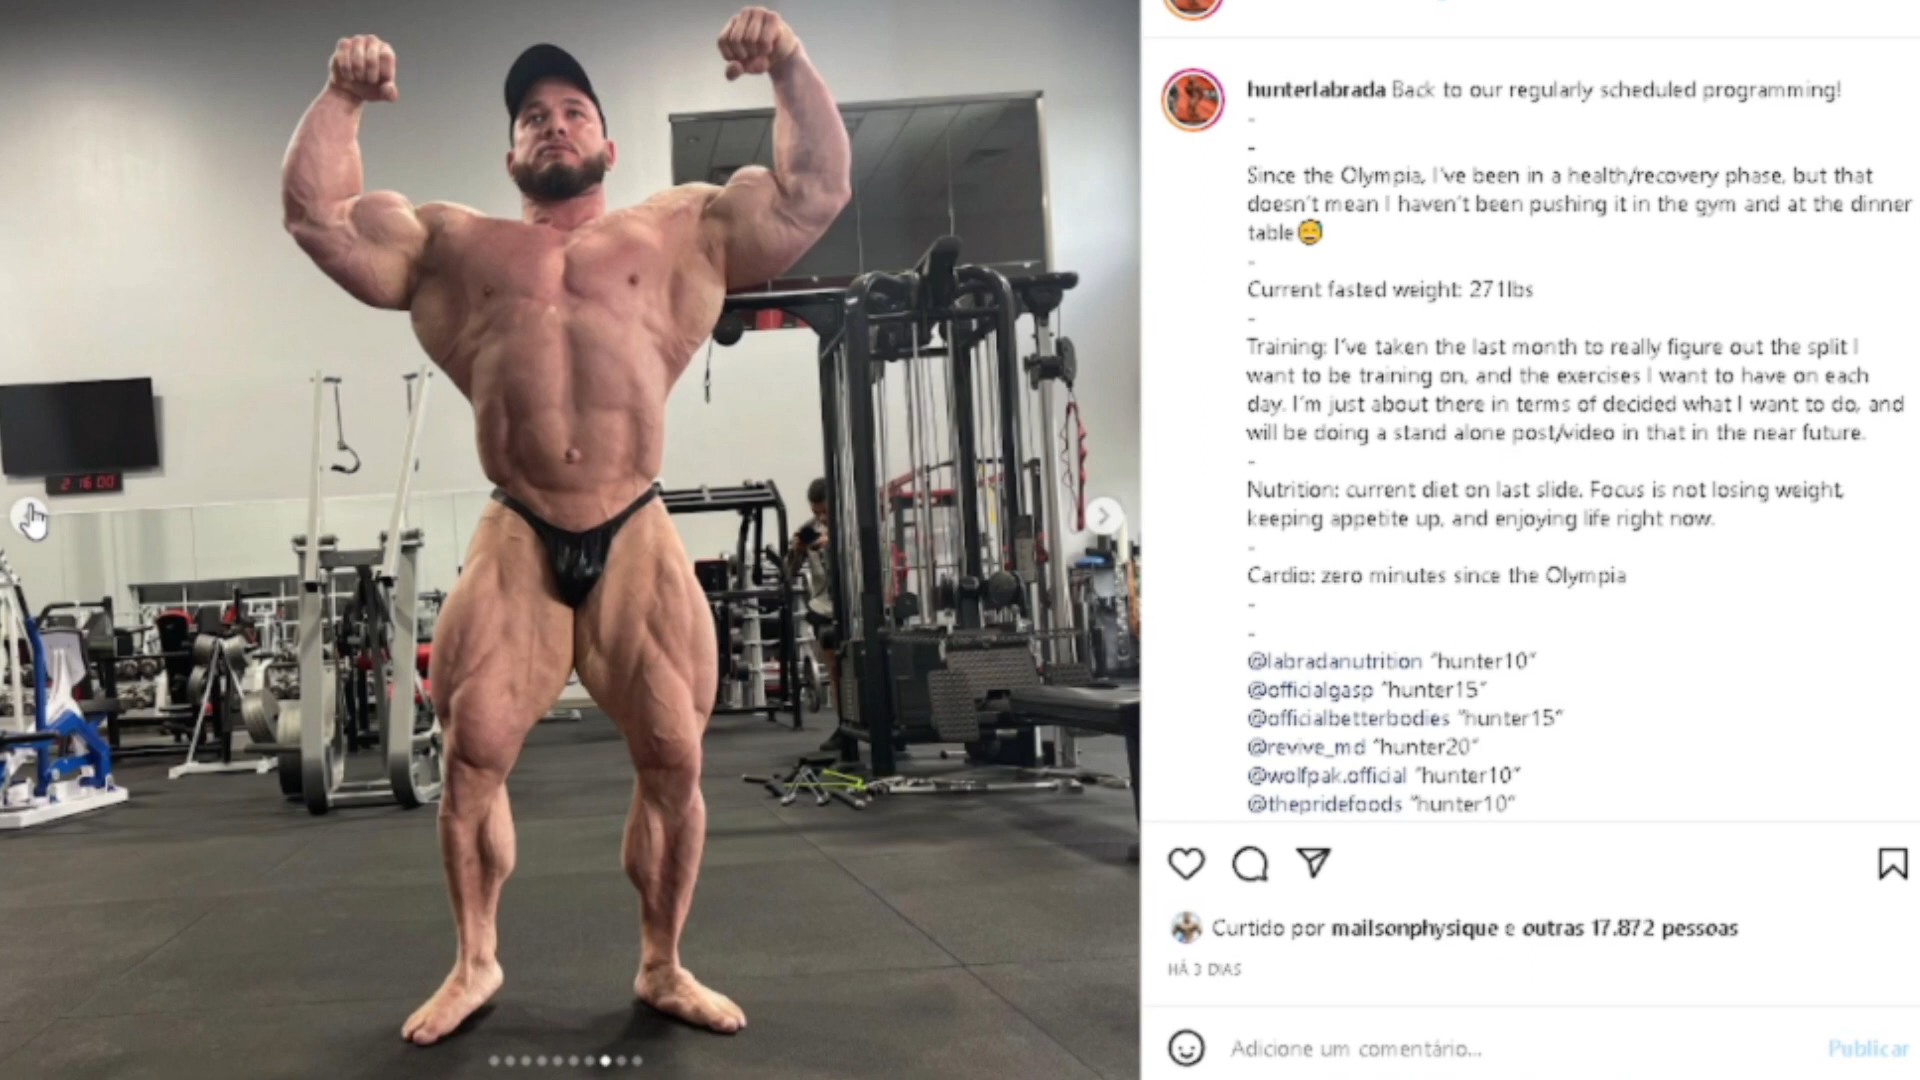 2 16 00
hunterlabrada Back to our regularly scheduled programming!
-
-
Since the Olympia, I've been in a health/recovery phase, but that
doesn't mean I haven't been pushing it in the gym and at the dinner
table😅
-
Current fasted weight: 271lbs
-
Training: I've taken the last month to really figure out the split I
want to be training on, and the exercises I want to have on each
day. I'm just about there in terms of decided what I want to do, and
will be doing a stand alone post/video in that in the near future.
-
Nutrition: current diet on last slide. Focus is not losing weight,
keeping appetite up, and enjoying life right now.
-
Cardio: zero minutes since the Olympia
-
-
@labradanutrition "hunter10"
@officialgasp "hunter15"
@officialbetterbodies "hunter15"
@revive_md "hunter20"
@wolfpak.official "hunter10"
@thepridefoods "hunter10"
Curtido por mailsonphysique e outras 17.872 pessoas
HÁ 3 DIAS
Adicione um comentário...
Publicar